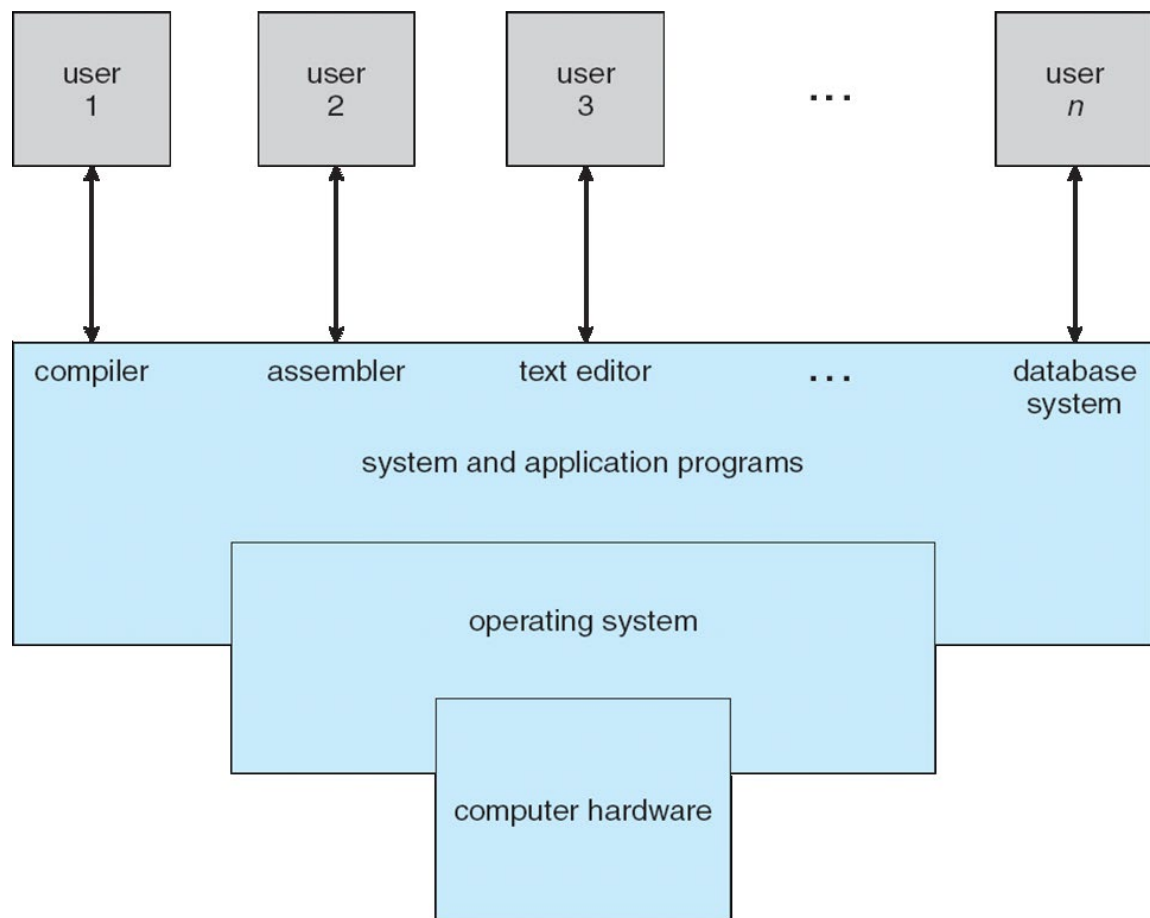 user
1
user
2
user
3
...
user
n
compiler
assembler
text editor
...
database
system
system and application programs
operating system
computer hardware